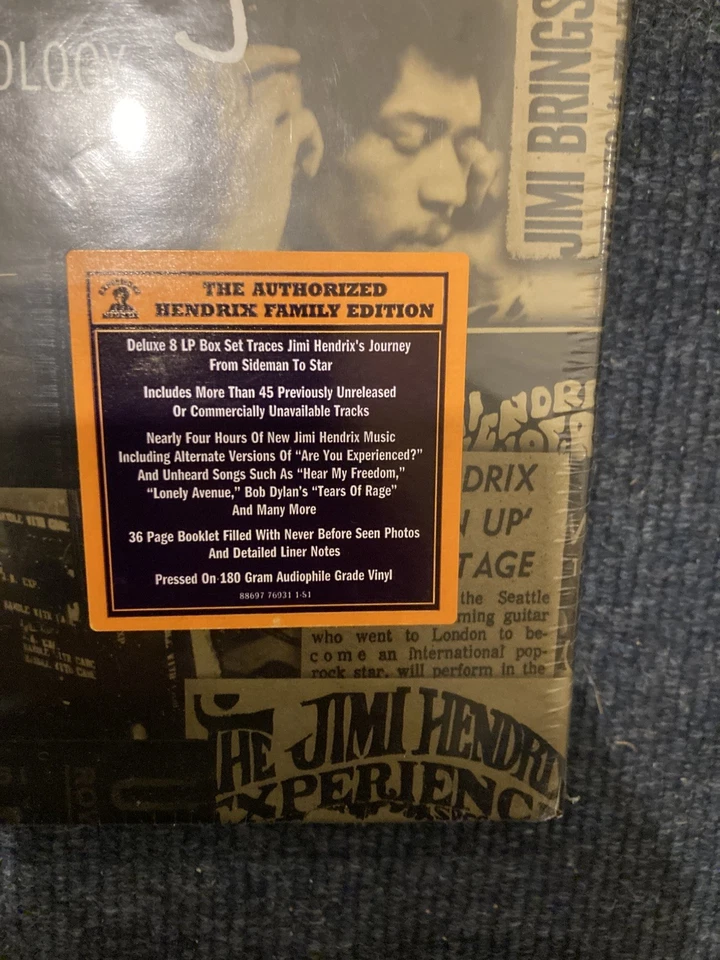 OLOGY
JIMI BRINGS
THE AUTHORIZED
HENDRIX FAMILY EDITION
Deluxe 8 LP Box Set Traces Jimi Hendrix's Journey
From Sideman To Star
Includes More Than 45 Previously Unreleased
Or Commercially Unavailable Tracks
Nearly Four Hours Of New Jimi Hendrix Music
Including Alternate Versions Of "Are You Experienced?"
And Unheard Songs Such As "Hear My Freedom,"
"Lonely Avenue," Bob Dylan's "Tears Of Rage"
And Many More
36 Page Booklet Filled With Never Before Seen Photos
And Detailed Liner Notes
Pressed On 180 Gram Audiophile Grade Vinyl
88697 76931 1-S1
DRIX
UP'
TAGE
the Seattle
ming guitar
who went to London to be-
come an International pop-
rock star, will perform in the
THE JIMI HENDRI
EXPERIENC